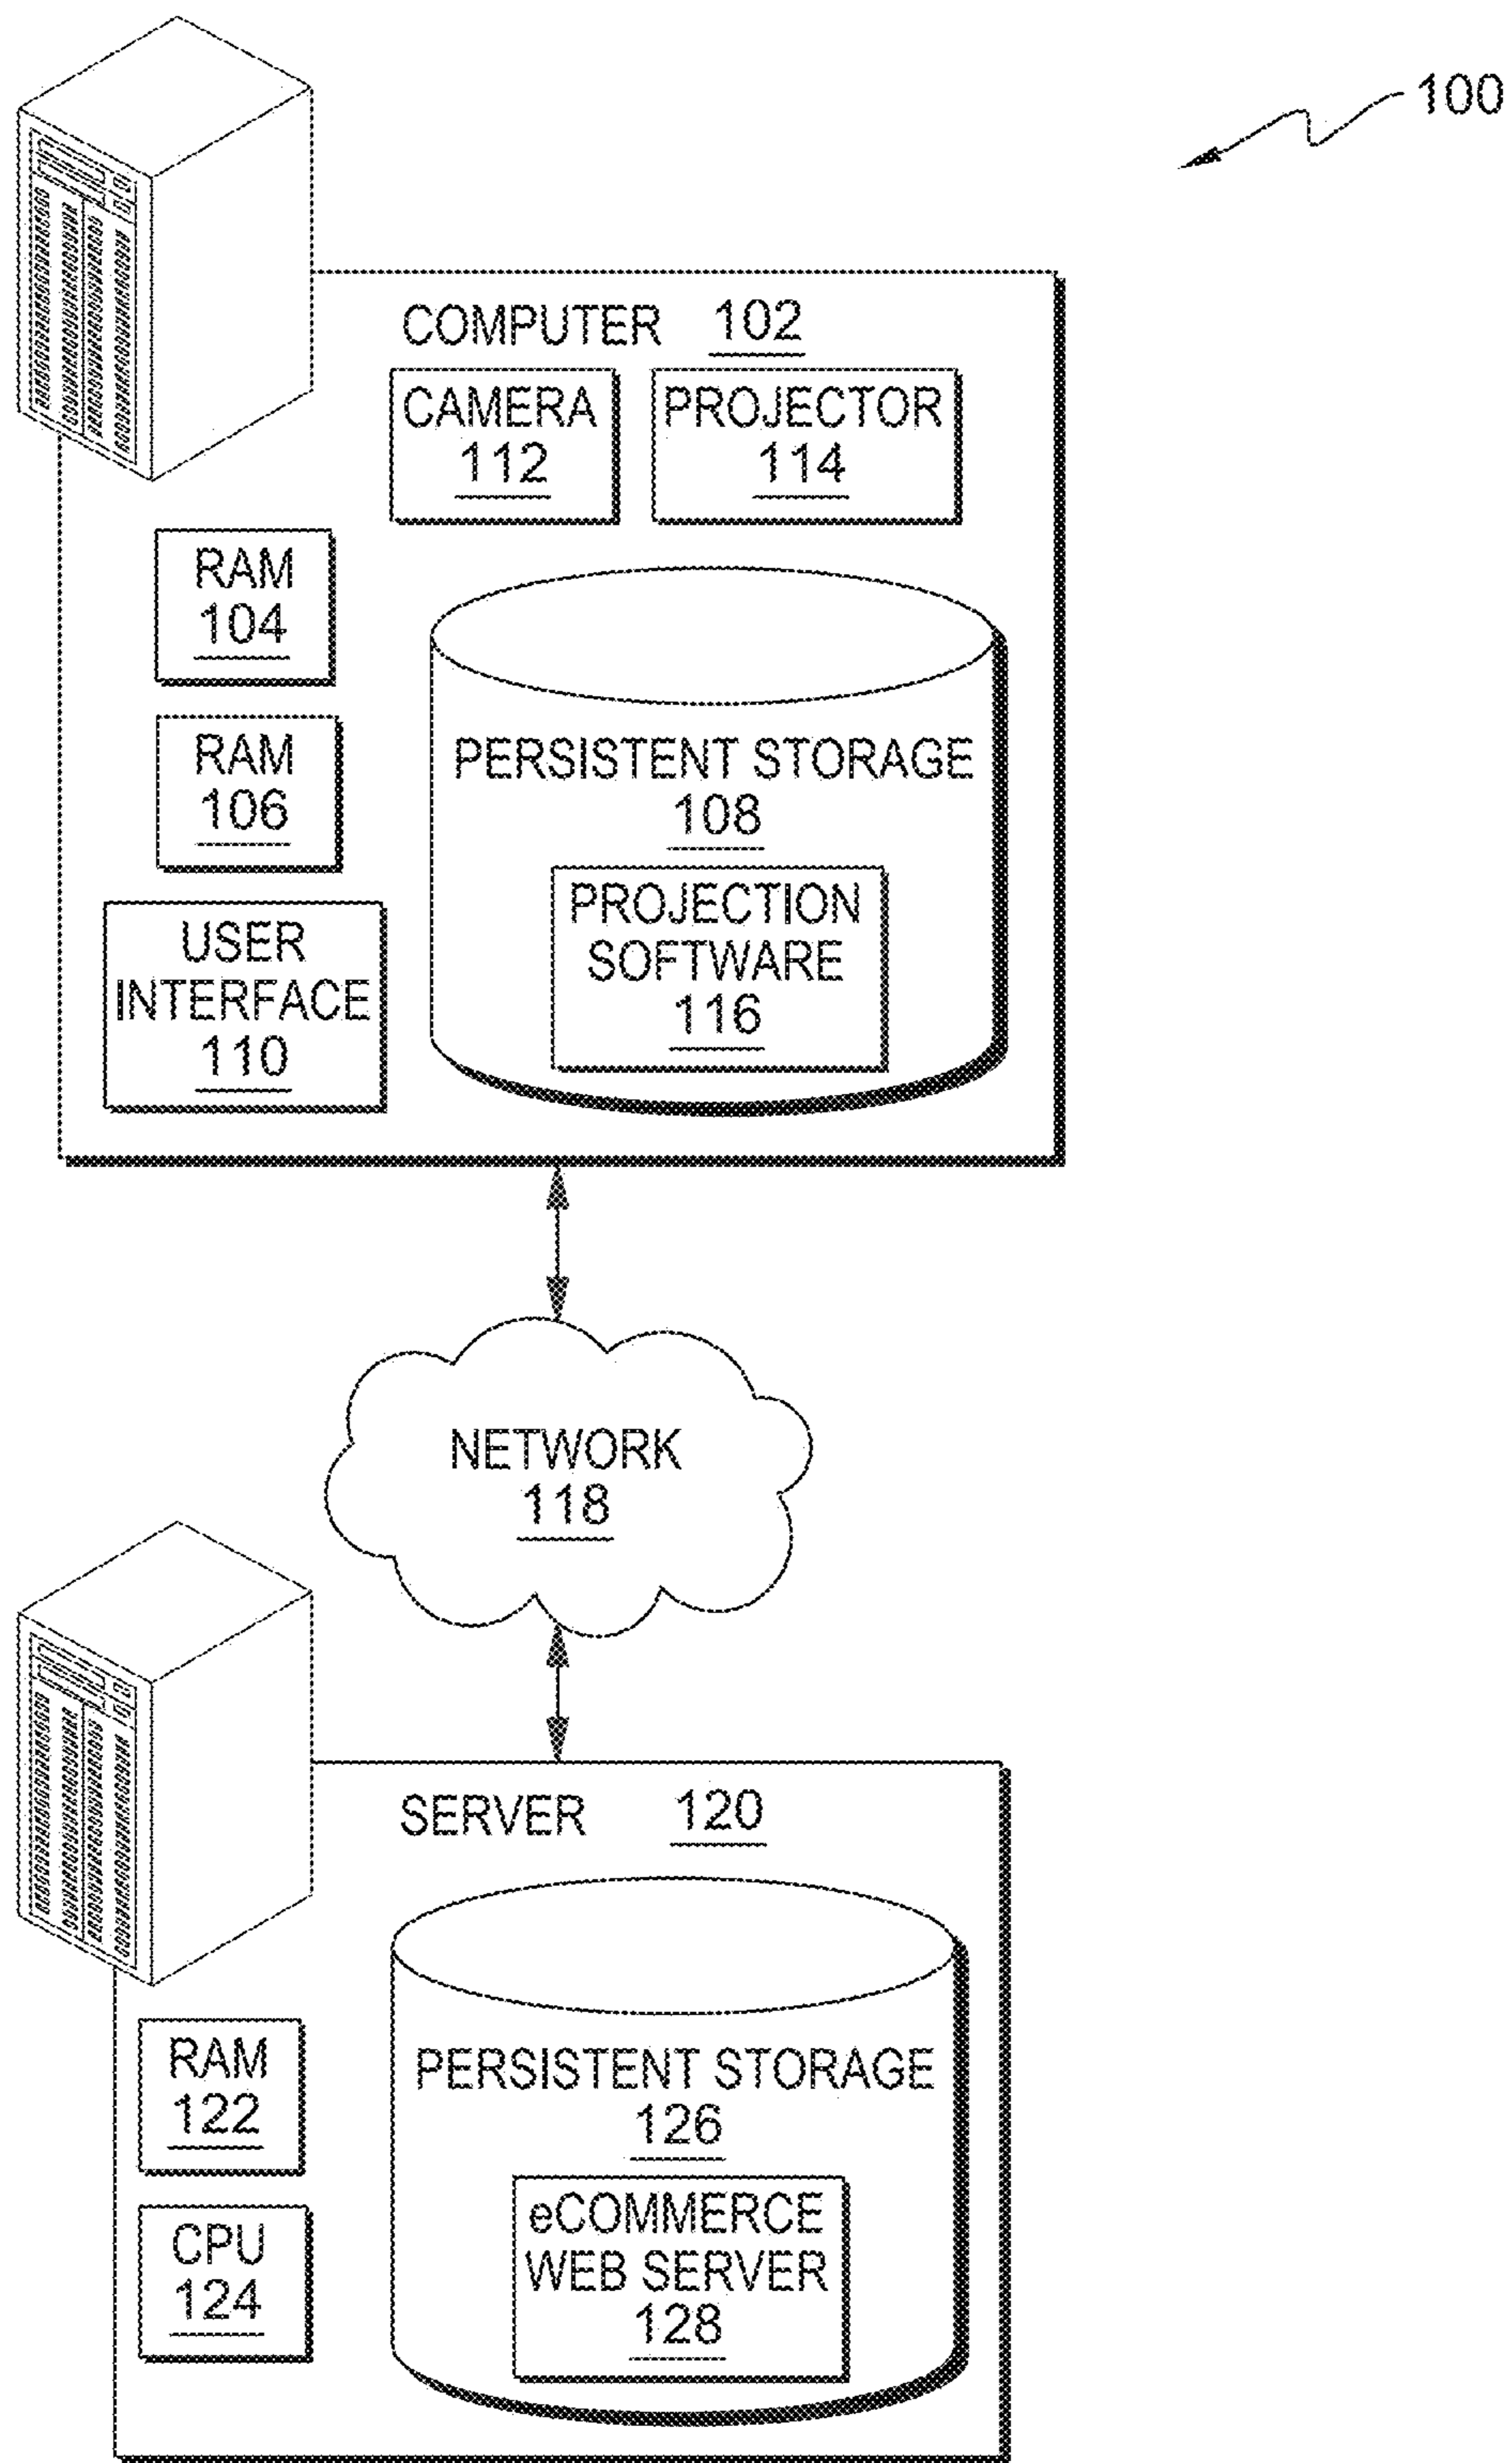 100
COMPUTER 102
CAMERA
112
PROJECTOR
114
RAM
104
RAM
106
USER
INTERFACE
110
PERSISTENT STORAGE
108
PROJECTION
SOFTWARE
116
NETWORK
118
SERVER 120
RAM
122
CPU
124
PERSISTENT STORAGE
126
eCOMMERCE
WEB SERVER
128